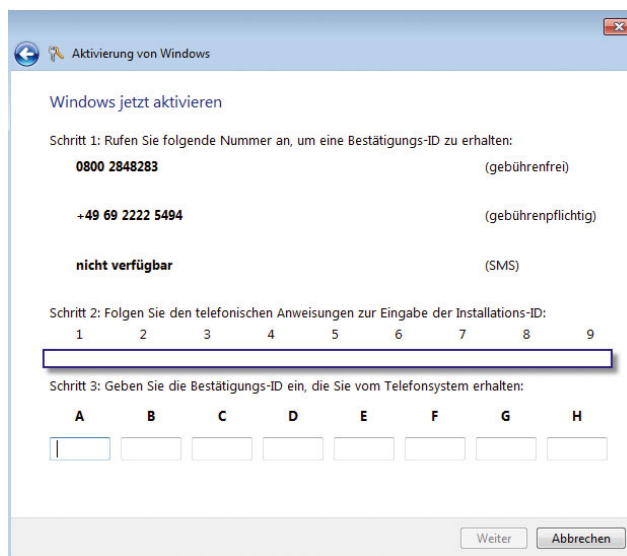 Aktivierung von Windows
Windows jetzt aktivieren
Schritt 1: Rufen Sie folgende Nummer an, um eine Bestätigungs-ID zu erhalten:
0800 2848283 (gebührenfrei)
+49 69 2222 5494 (gebührenpflichtig)
nicht verfügbar (SMS)
Schritt 2: Folgen Sie den telefonischen Anweisungen zur Eingabe der Installations-ID:
1 2 3 4 5 6 7 8 9
Schritt 3: Geben Sie die Bestätigungs-ID ein, die Sie vom Telefonsystem erhalten:
A B C D E F G H
Weiter Abbrechen